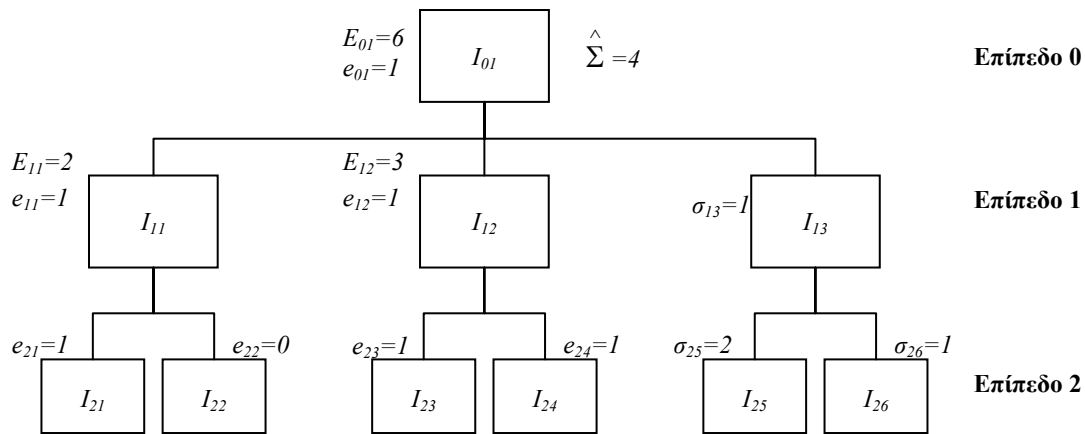 E01=6
e01=1
I01
^
Σ =4
Επίπεδο 0
E11=2
e11=1
I11
E12=3
e12=1
I12
σ13=1
I13
Επίπεδο 1
e21=1
I21
e22=0
I22
e23=1
I23
e24=1
I24
σ25=2
I25
σ26=1
I26
Επίπεδο 2